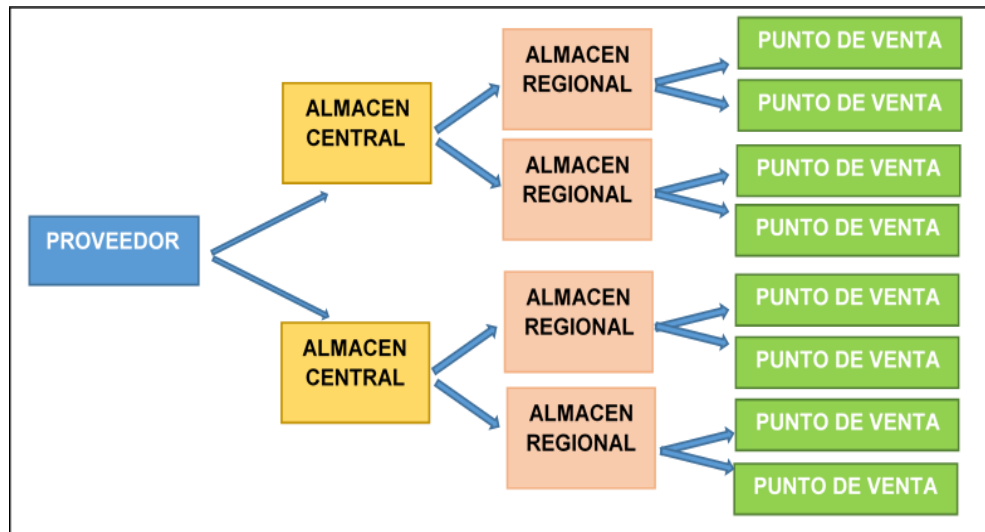 PROVEEDOR
ALMACEN
CENTRAL
ALMACEN
CENTRAL
ALMACEN
REGIONAL
ALMACEN
REGIONAL
ALMACEN
REGIONAL
ALMACEN
REGIONAL
PUNTO DE VENTA
PUNTO DE VENTA
PUNTO DE VENTA
PUNTO DE VENTA
PUNTO DE VENTA
PUNTO DE VENTA
PUNTO DE VENTA
PUNTO DE VENTA